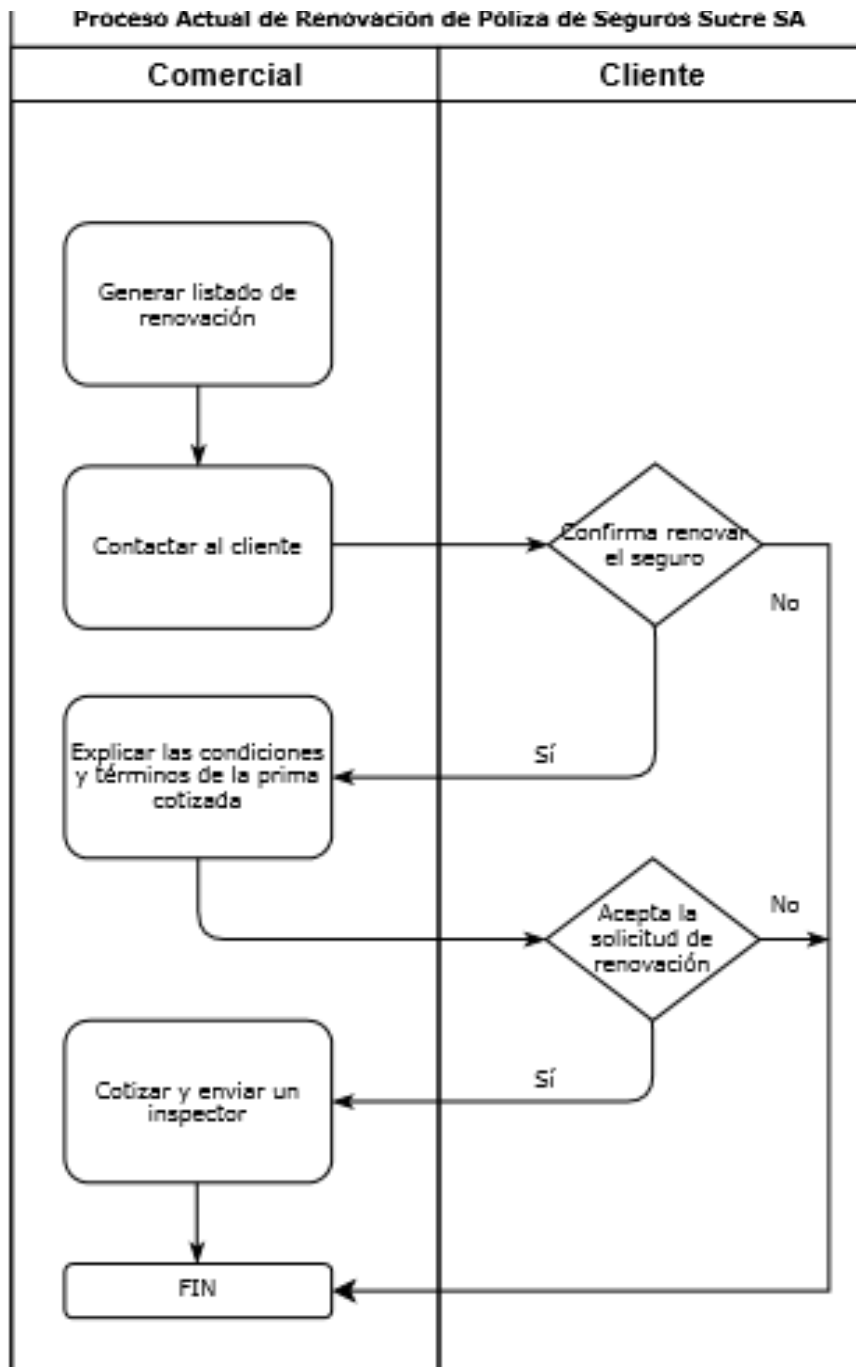 Proceso Actual de Renovación de Póliza de Seguros Sucre SA
Comercial
Cliente
Generar listado de
renovación
Contactar al cliente
Confirma renovar
el seguro
No
Explicar las condiciones
y términos de la prima
cotizada
Sí
Acepta la
solicitud de
renovación
No
Cotizar y enviar un
inspector
Sí
FIN